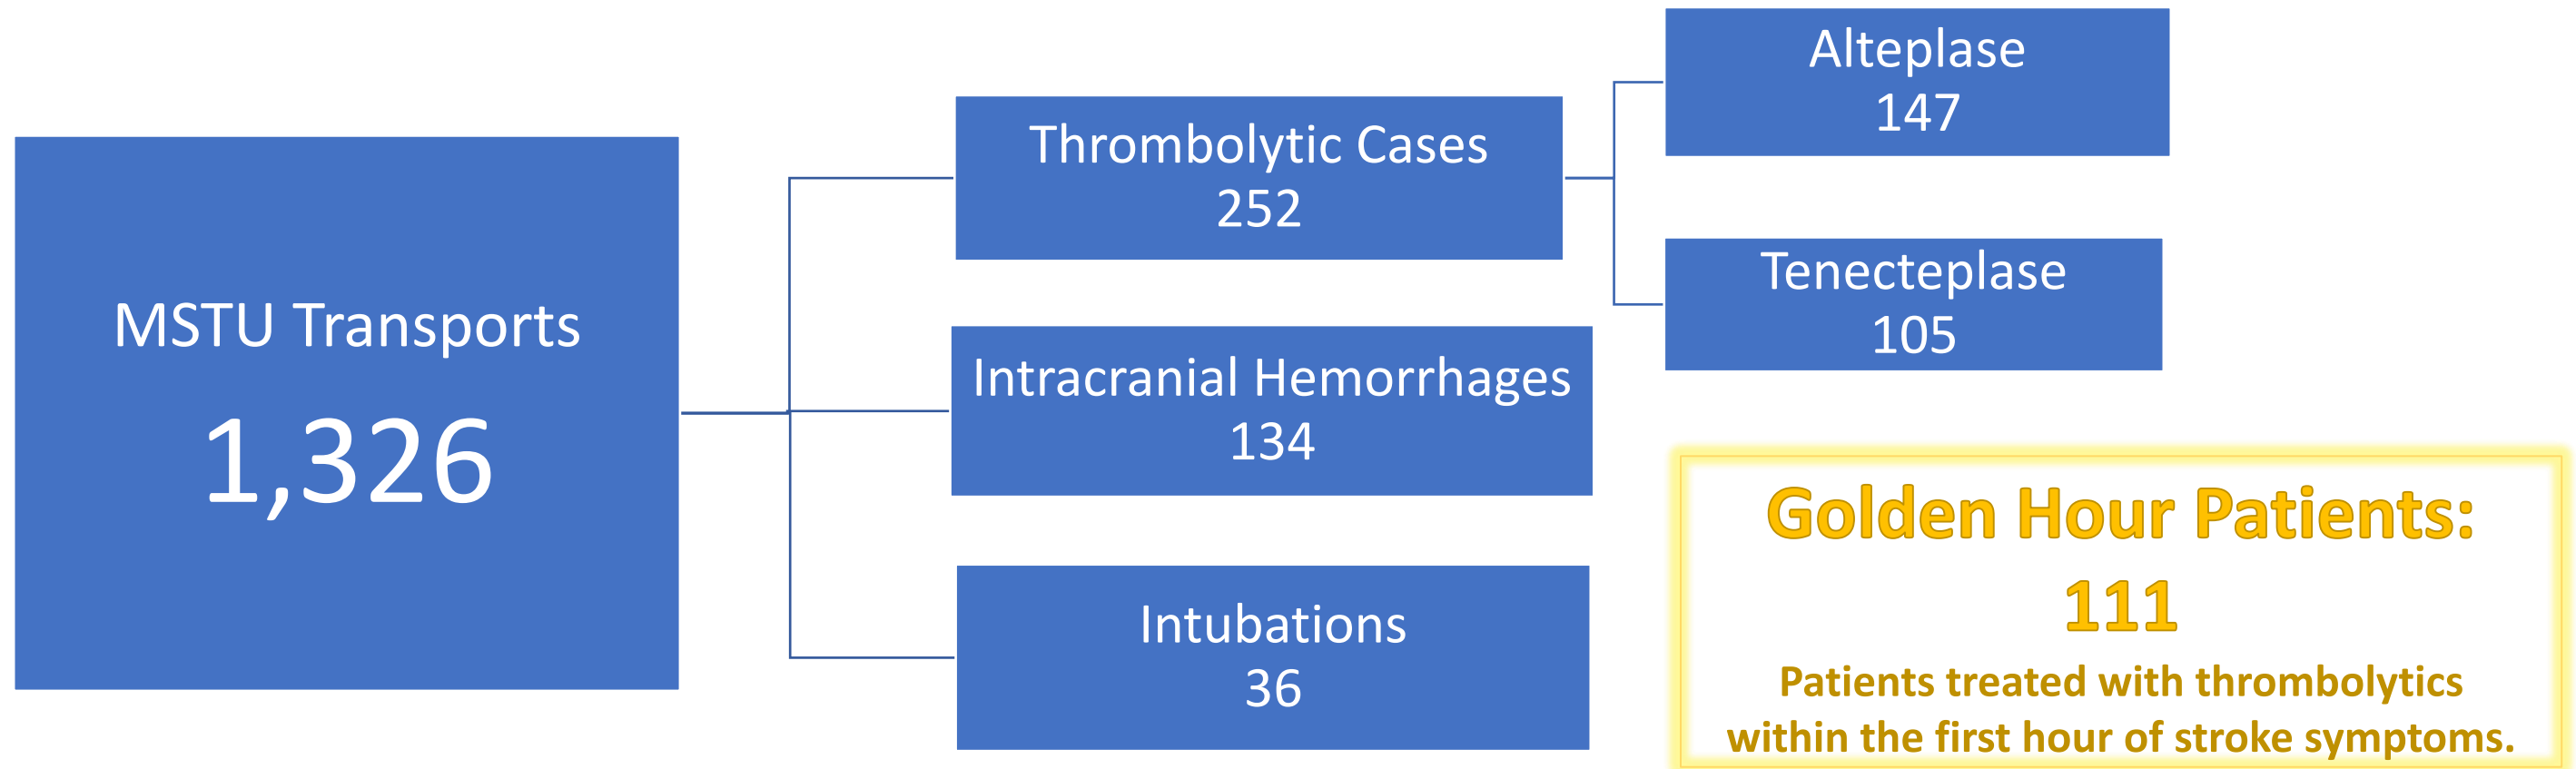 MSTU Transports
1,326
Thrombolytic Cases
252
Intracranial Hemorrhages
134
Intubations
36
Alteplase
147
Tenecteplase
105
Golden Hour Patients:
111
Patients treated with thrombolytics
within the first hour of stroke symptoms.